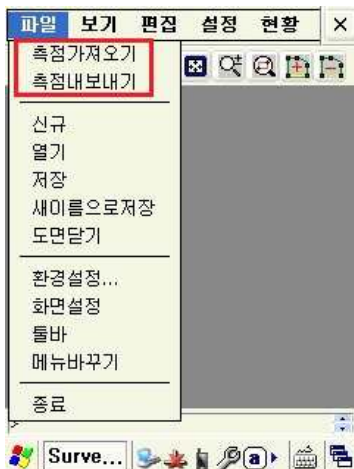 파일 보기 편집 설정 현황 ×
측점가져오기
측점내보내기
신규
열기
저장
새이름으로저장
도면닫기
환경설정...
화면설정
툴바
메뉴바꾸기
종료
>
Surve... a